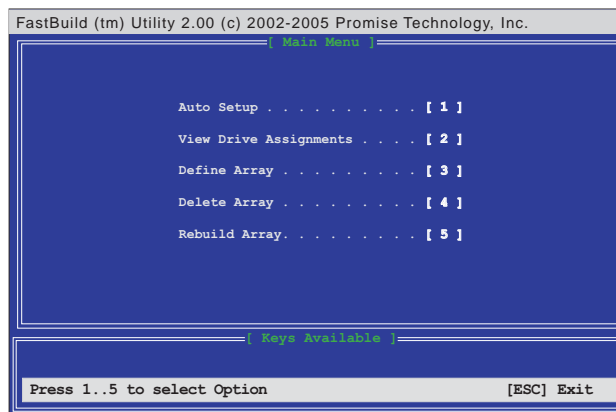 FastBuild (tm) Utility 2.00 (c) 2002-2005 Promise Technology, Inc.
[ Main Menu ]
Auto Setup . . . . . . . . . . [ 1 ]
View Drive Assignments . . . . [ 2 ]
Define Array . . . . . . . . . [ 3 ]
Delete Array . . . . . . . . . [ 4 ]
Rebuild Array. . . . . . . . . [ 5 ]
[ Keys Available ]
Press 1..5 to select Option [ESC] Exit